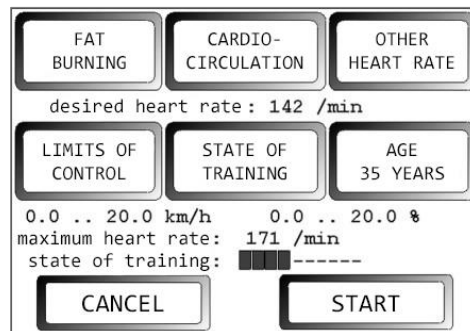 FAT CARDIO- OTHER
BURNING CIRCULATION HEART RATE
desired heart rate: 142 /min
LIMITS OF STATE OF AGE
CONTROL TRAINING 35 YEARS
0.0 .. 20.0 km/h 0.0 .. 20.0 %
maximum heart rate: 171 /min
state of training: ------
CANCEL START